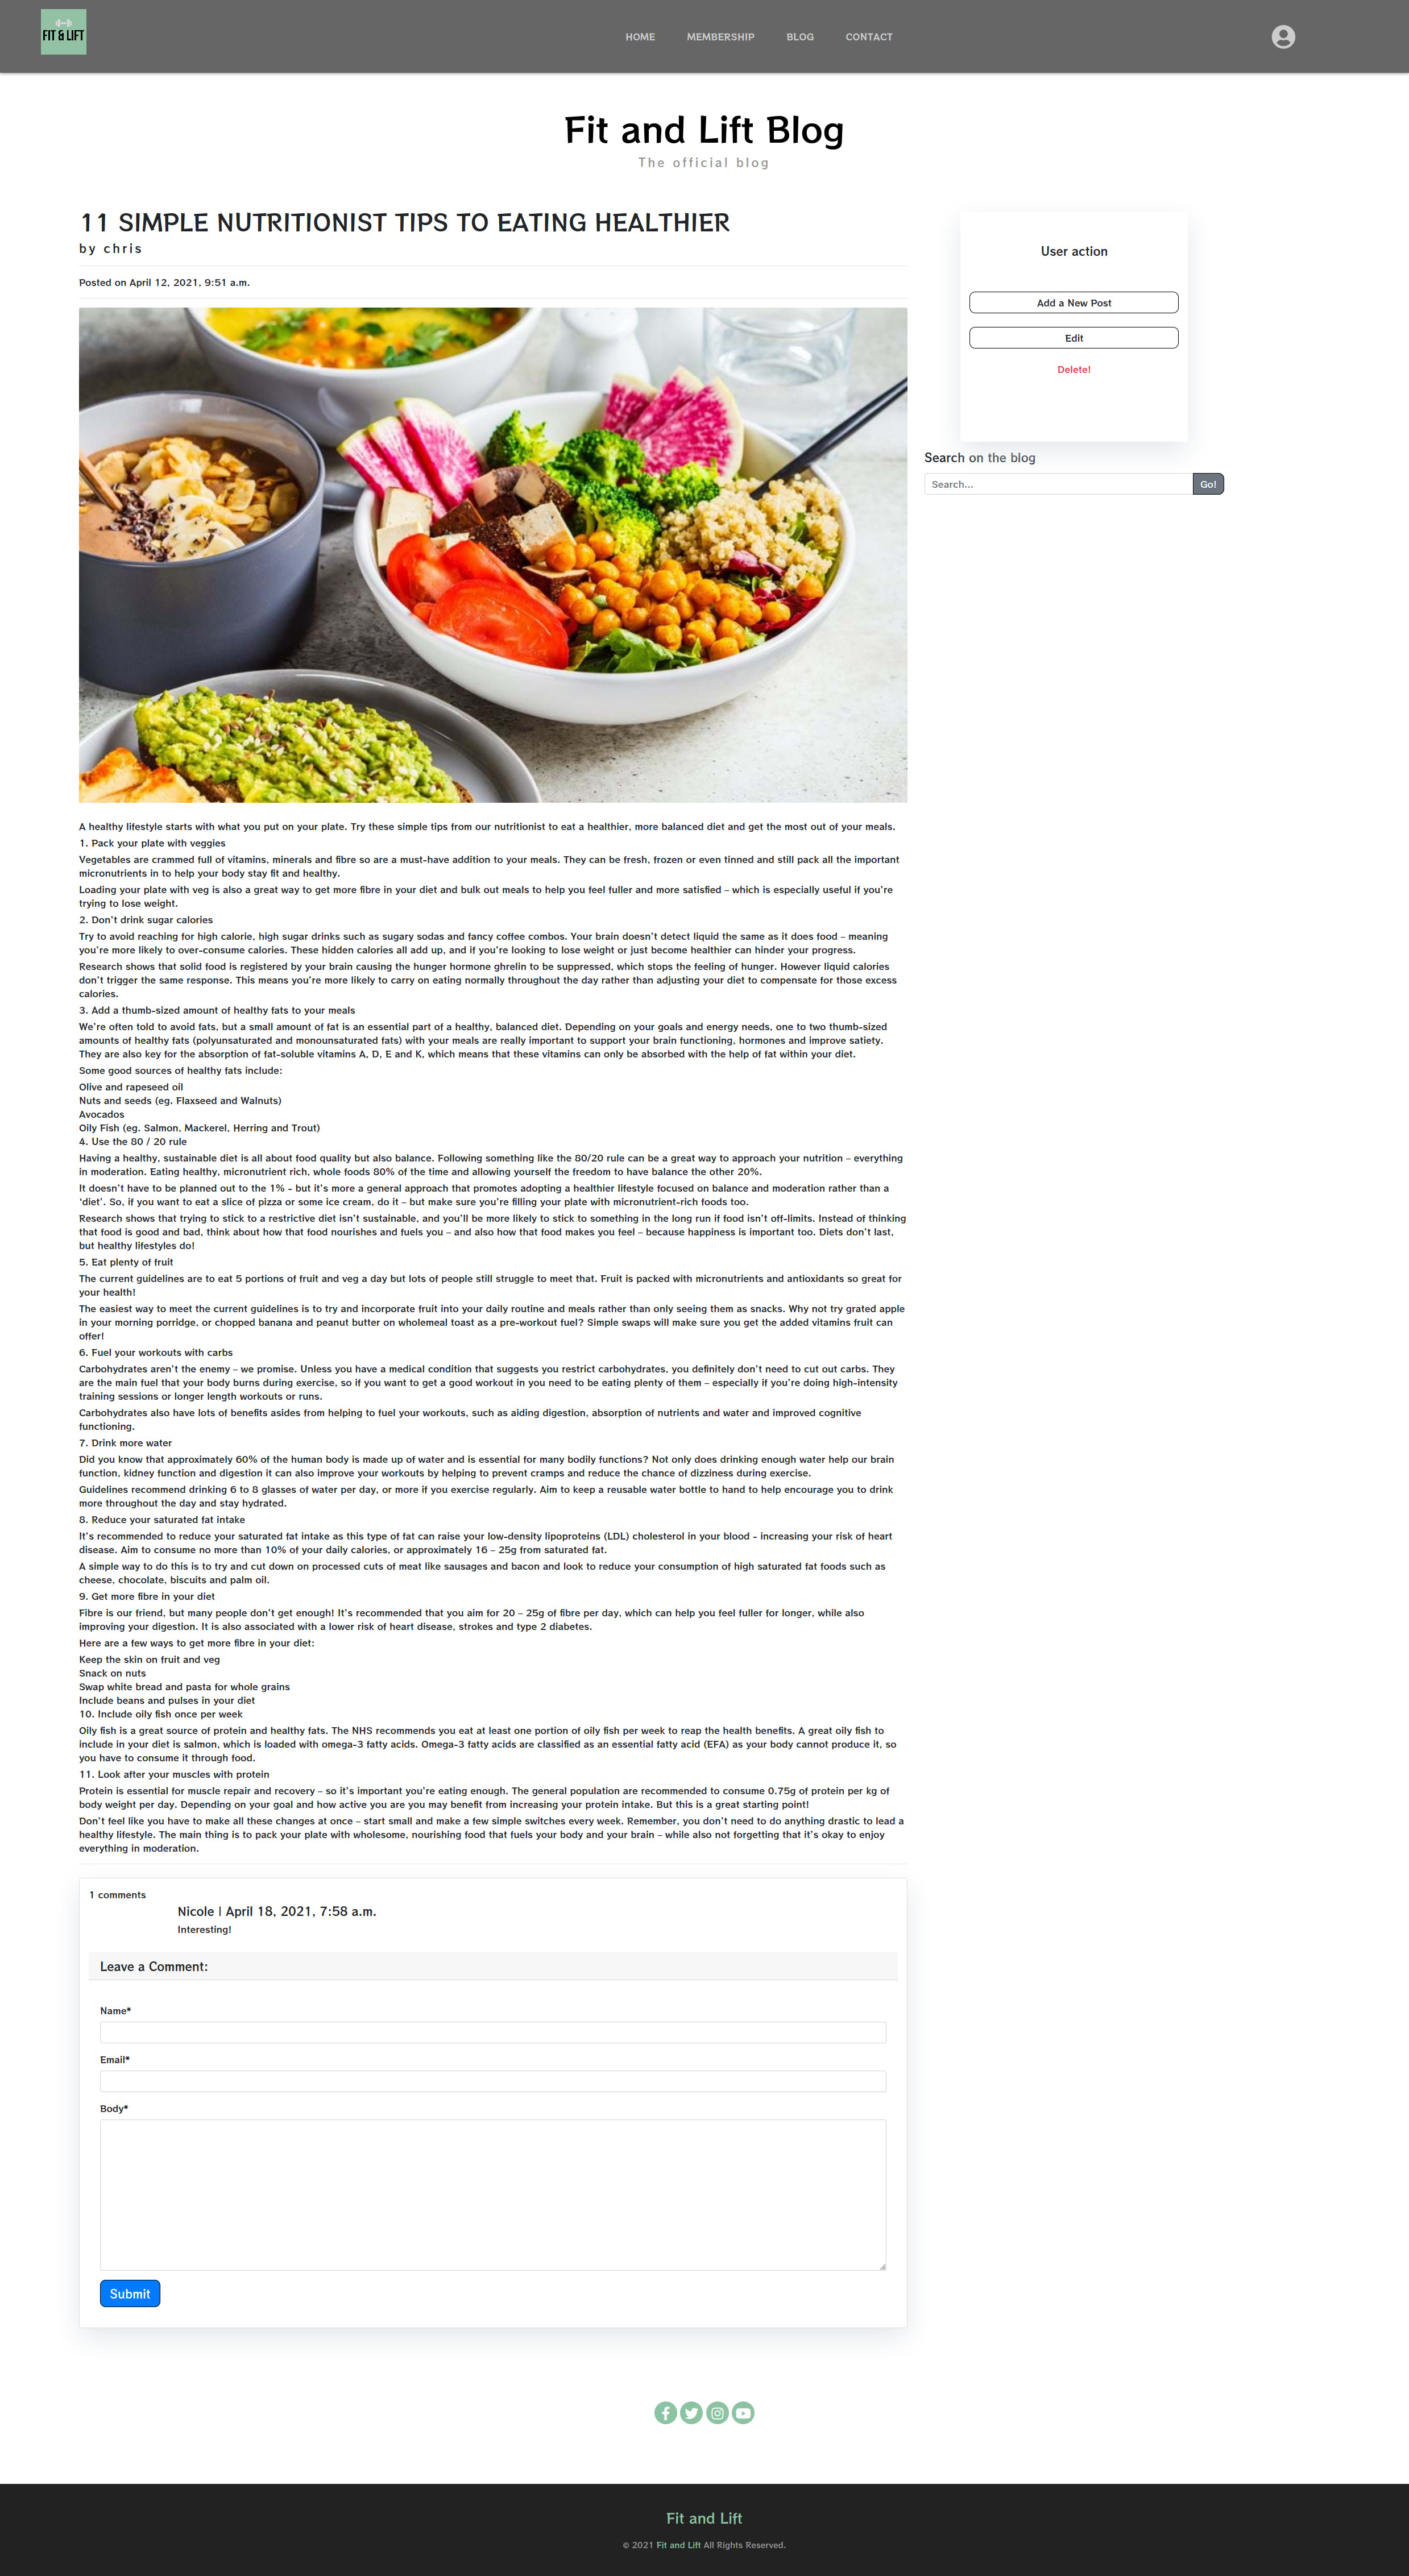 FIT & LIFT
HOME
MEMBERSHIP
BLOG
CONTACT
Fit and Lift Blog
The official blog
11 SIMPLE NUTRITIONIST TIPS TO EATING HEALTHIER
by chris
Posted on April 12, 2021, 9:51 a.m.
User action
Add a New Post
Edit
Delete!
Search on the blog
Search...
Go!
A healthy lifestyle starts with what you put on your plate. Try these simple tips from our nutritionist to eat a healthier, more balanced diet and get the most out of your meals.
1. Pack your plate with veggies
Vegetables are crammed full of vitamins, minerals and fibre so are a must-have addition to your meals. They can be fresh, frozen or even tinned and still pack all the important
micronutrients in to help your body stay fit and healthy.
Loading your plate with veg is also a great way to get more fibre in your diet and bulk out meals to help you feel fuller and more satisfied – which is especially useful if you’re
trying to lose weight.
2. Don’t drink sugar calories
Try to avoid reaching for high calorie, high sugar drinks such as sugary sodas and fancy coffee combos. Your brain doesn’t detect liquid the same as it does food – meaning
you’re more likely to over-consume calories. These hidden calories all add up, and if you’re looking to lose weight or just become healthier can hinder your progress.
Research shows that solid food is registered by your brain causing the hunger hormone ghrelin to be suppressed, which stops the feeling of hunger. However liquid calories
don’t trigger the same response. This means you’re more likely to carry on eating normally throughout the day rather than adjusting your diet to compensate for those excess
calories.
3. Add a thumb-sized amount of healthy fats to your meals
We’re often told to avoid fats, but a small amount of fat is an essential part of a healthy, balanced diet. Depending on your goals and energy needs, one to two thumb-sized
amounts of healthy fats (polyunsaturated and monounsaturated fats) with your meals are really important to support your brain functioning, hormones and improve satiety.
They are also key for the absorption of fat-soluble vitamins A, D, E and K, which means that these vitamins can only be absorbed with the help of fat within your diet.
Some good sources of healthy fats include:
Olive and rapeseed oil
Nuts and seeds (eg. Flaxseed and Walnuts)
Avocados
Oily Fish (eg. Salmon, Mackerel, Herring and Trout)
4. Use the 80 / 20 rule
Having a healthy, sustainable diet is all about food quality but also balance. Following something like the 80/20 rule can be a great way to approach your nutrition – everything
in moderation. Eating healthy, micronutrient rich, whole foods 80% of the time and allowing yourself the freedom to have balance the other 20%.
It doesn’t have to be planned out to the 1% - but it’s more a general approach that promotes adopting a healthier lifestyle focused on balance and moderation rather than a
‘diet’. So, if you want to eat a slice of pizza or some ice cream, do it – but make sure you’re filling your plate with micronutrient-rich foods too.
Research shows that trying to stick to a restrictive diet isn’t sustainable, and you’ll be more likely to stick to something in the long run if food isn’t off-limits. Instead of thinking
that food is good and bad, think about how that food nourishes and fuels you – and also how that food makes you feel – because happiness is important too. Diets don’t last,
but healthy lifestyles do!
5. Eat plenty of fruit
The current guidelines are to eat 5 portions of fruit and veg a day but lots of people still struggle to meet that. Fruit is packed with micronutrients and antioxidants so great for
your health!
The easiest way to meet the current guidelines is to try and incorporate fruit into your daily routine and meals rather than only seeing them as snacks. Why not try grated apple
in your morning porridge, or chopped banana and peanut butter on wholemeal toast as a pre-workout fuel? Simple swaps will make sure you get the added vitamins fruit can
offer!
6. Fuel your workouts with carbs
Carbohydrates aren’t the enemy – we promise. Unless you have a medical condition that suggests you restrict carbohydrates, you definitely don’t need to cut out carbs. They
are the main fuel that your body burns during exercise, so if you want to get a good workout in you need to be eating plenty of them – especially if you’re doing high-intensity
training sessions or longer length workouts or runs.
Carbohydrates also have lots of benefits asides from helping to fuel your workouts, such as aiding digestion, absorption of nutrients and water and improved cognitive
functioning.
7. Drink more water
Did you know that approximately 60% of the human body is made up of water and is essential for many bodily functions? Not only does drinking enough water help our brain
function, kidney function and digestion it can also improve your workouts by helping to prevent cramps and reduce the chance of dizziness during exercise.
Guidelines recommend drinking 6 to 8 glasses of water per day, or more if you exercise regularly. Aim to keep a reusable water bottle to hand to help encourage you to drink
more throughout the day and stay hydrated.
8. Reduce your saturated fat intake
It’s recommended to reduce your saturated fat intake as this type of fat can raise your low-density lipoproteins (LDL) cholesterol in your blood - increasing your risk of heart
disease. Aim to consume no more than 10% of your daily calories, or approximately 16 – 25g from saturated fat.
A simple way to do this is to try and cut down on processed cuts of meat like sausages and bacon and look to reduce your consumption of high saturated fat foods such as
cheese, chocolate, biscuits and palm oil.
9. Get more fibre in your diet
Fibre is our friend, but many people don’t get enough! It’s recommended that you aim for 20 – 25g of fibre per day, which can help you feel fuller for longer, while also
improving your digestion. It is also associated with a lower risk of heart disease, strokes and type 2 diabetes.
Here are a few ways to get more fibre in your diet:
Keep the skin on fruit and veg
Snack on nuts
Swap white bread and pasta for whole grains
Include beans and pulses in your diet
10. Include oily fish once per week
Oily fish is a great source of protein and healthy fats. The NHS recommends you eat at least one portion of oily fish per week to reap the health benefits. A great oily fish to
include in your diet is salmon, which is loaded with omega-3 fatty acids. Omega-3 fatty acids are classified as an essential fatty acid (EFA) as your body cannot produce it, so
you have to consume it through food.
11. Look after your muscles with protein
Protein is essential for muscle repair and recovery – so it’s important you’re eating enough. The general population are recommended to consume 0.75g of protein per kg of
body weight per day. Depending on your goal and how active you are you may benefit from increasing your protein intake. But this is a great starting point!
Don’t feel like you have to make all these changes at once – start small and make a few simple switches every week. Remember, you don’t need to do anything drastic to lead a
healthy lifestyle. The main thing is to pack your plate with wholesome, nourishing food that fuels your body and your brain – while also not forgetting that it’s okay to enjoy
everything in moderation.
1 comments
Nicole | April 18, 2021, 7:58 a.m.
Interesting!
Leave a Comment:
Name*
Email*
Body*
Submit
Fit and Lift
© 2021 Fit and Lift All Rights Reserved.